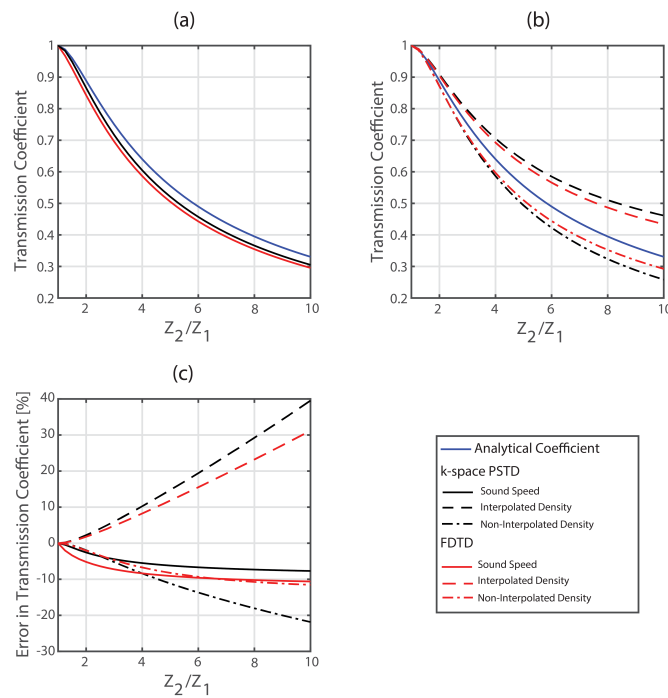 (a)
1
0.9
0.8
0.7
0.6
0.5
0.4
0.3
0.2
2
4
6
8
10
Transmission Coefficient
Z2/Z1
(b)
1
0.9
0.8
0.7
0.6
0.5
0.4
0.3
0.2
2
4
6
8
10
Transmission Coefficient
Z2/Z1
(c)
40
30
20
10
0
-10
-20
-30
2
4
6
8
10
Error in Transmission Coefficient [%]
Z2/Z1
Analytical Coefficient
k-space PSTD
Sound Speed
Interpolated Density
Non-Interpolated Density
FDTD
Sound Speed
Interpolated Density
Non-Interpolated Density